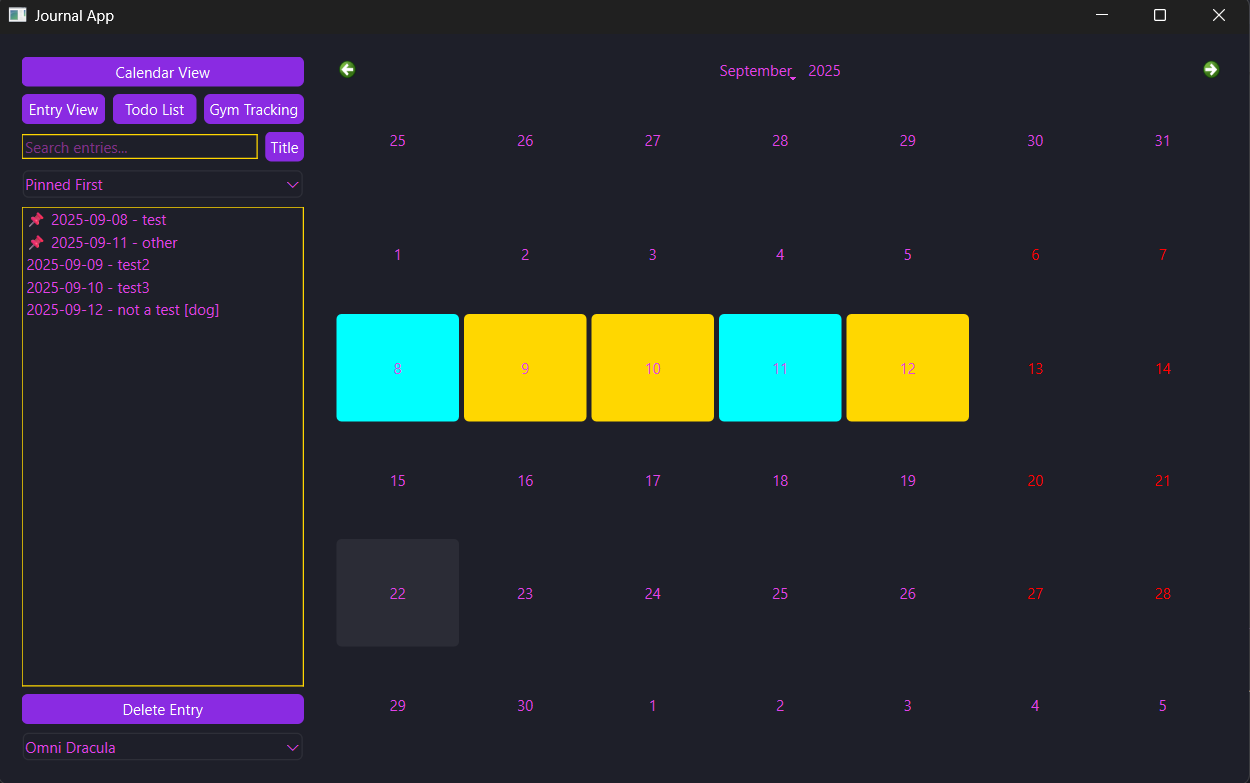 Journal App
Calendar View
Entry View Todo List Gym Tracking
Search entries... Title
Pinned First
2025-09-08 - test
2025-09-11 - other
2025-09-09 - test2
2025-09-10 - test3
2025-09-12 - not a test [dog]
Delete Entry
Omni Dracula
September 2025
25 26 27 28 29 30 31
1 2 3 4 5 6 7
8 9 10 11 12 13 14
15 16 17 18 19 20 21
22 23 24 25 26 27 28
29 30 1 2 3 4 5